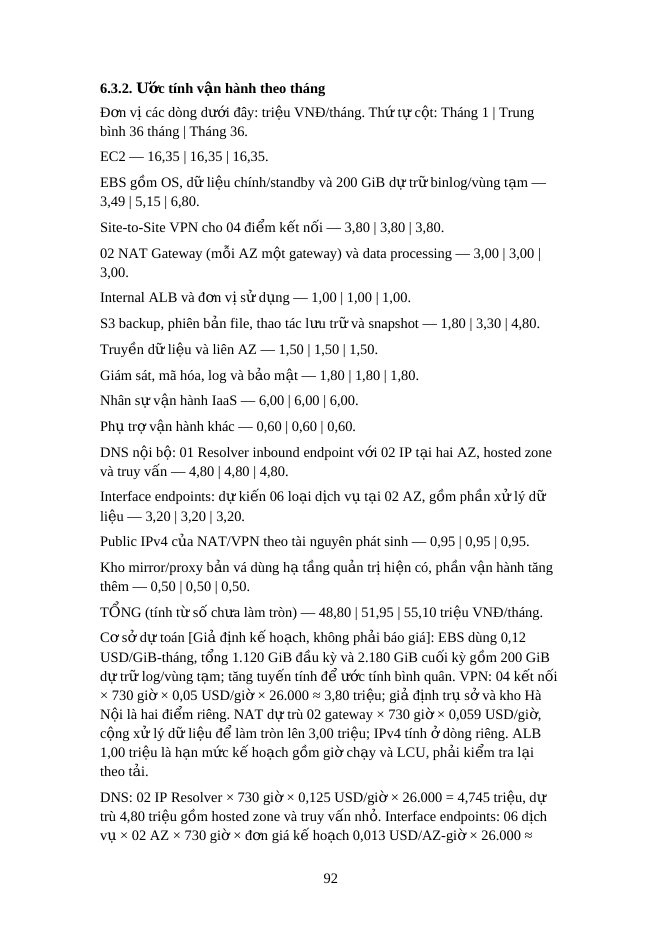 6.3.2. Ước tính vận hành theo tháng
Đơn vị các dòng dưới đây: triệu VNĐ/tháng. Thứ tự cột: Tháng 1 | Trung
bình 36 tháng | Tháng 36.
EC2 — 16,35 | 16,35 | 16,35.
EBS gồm OS, dữ liệu chính/standby và 200 GiB dự trữ binlog/vùng tạm —
3,49 | 5,15 | 6,80.
Site-to-Site VPN cho 04 điểm kết nối — 3,80 | 3,80 | 3,80.
02 NAT Gateway (mỗi AZ một gateway) và data processing — 3,00 | 3,00 |
3,00.
Internal ALB và đơn vị sử dụng — 1,00 | 1,00 | 1,00.
S3 backup, phiên bản file, thao tác lưu trữ và snapshot — 1,80 | 3,30 | 4,80.
Truyền dữ liệu và liên AZ — 1,50 | 1,50 | 1,50.
Giám sát, mã hóa, log và bảo mật — 1,80 | 1,80 | 1,80.
Nhân sự vận hành IaaS — 6,00 | 6,00 | 6,00.
Phụ trợ vận hành khác — 0,60 | 0,60 | 0,60.
DNS nội bộ: 01 Resolver inbound endpoint với 02 IP tại hai AZ, hosted zone
và truy vấn — 4,80 | 4,80 | 4,80.
Interface endpoints: dự kiến 06 loại dịch vụ tại 02 AZ, gồm phần xử lý dữ
liệu — 3,20 | 3,20 | 3,20.
Public IPv4 của NAT/VPN theo tài nguyên phát sinh — 0,95 | 0,95 | 0,95.
Kho mirror/proxy bản vá dùng hạ tầng quản trị hiện có, phần vận hành tăng
thêm — 0,50 | 0,50 | 0,50.
TỔNG (tính từ số chưa làm tròn) — 48,80 | 51,95 | 55,10 triệu VNĐ/tháng.
Cơ sở dự toán [Giả định kế hoạch, không phải báo giá]: EBS dùng 0,12
USD/GiB-tháng, tổng 1.120 GiB đầu kỳ và 2.180 GiB cuối kỳ gồm 200 GiB
dự trữ log/vùng tạm; tăng tuyến tính để ước tính bình quân. VPN: 04 kết nối
× 730 giờ × 0,05 USD/giờ × 26.000 ≈ 3,80 triệu; giả định trụ sở và kho Hà
Nội là hai điểm riêng. NAT dự trù 02 gateway × 730 giờ × 0,059 USD/giờ,
cộng xử lý dữ liệu để làm tròn lên 3,00 triệu; IPv4 tính ở dòng riêng. ALB
1,00 triệu là hạn mức kế hoạch gồm giờ chạy và LCU, phải kiểm tra lại
theo tải.
DNS: 02 IP Resolver × 730 giờ × 0,125 USD/giờ × 26.000 = 4,745 triệu, dự
trù 4,80 triệu gồm hosted zone và truy vấn nhỏ. Interface endpoints: 06 dịch
vụ × 02 AZ × 730 giờ × đơn giá kế hoạch 0,013 USD/AZ-giờ × 26.000 ≈
92